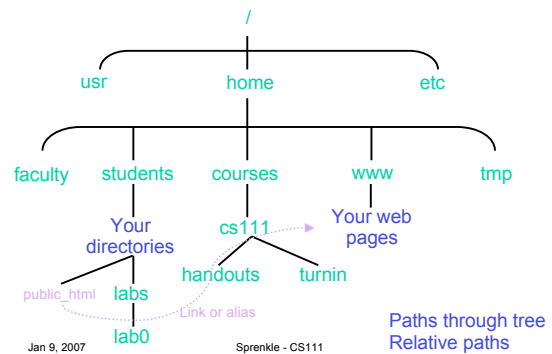 /
usr home etc
faculty students courses www tmp
Your
directories
cs111
Your web
pages
public_html labs handouts turnin
Link or alias
lab0
Paths through tree
Relative paths
Jan 9, 2007 Sprenkle - CS111